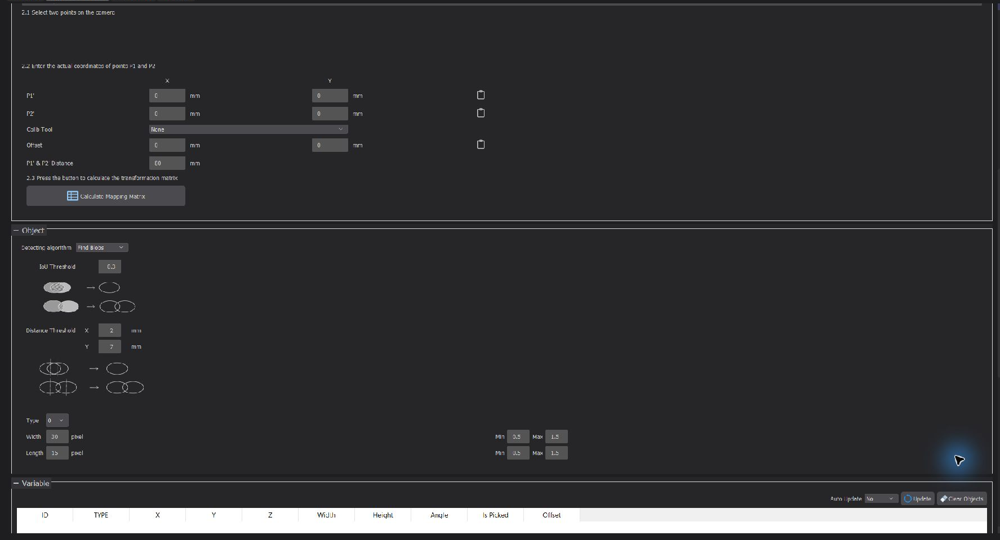 2.1 Select two points on the camera
2.2 Enter the actual coordinates of points P1 and P2
X Y
P1' 0 mm 0 mm
P2' 0 mm 0 mm
Calib Tool None
Offset 0 mm 0 mm
P1' & P2' Distance 80 mm
2.3 Press the button to calculate the transformation matrix
Calculate Mapping Matrix
Object
Detecting algorithm Find Blobs
IoU Threshold 0.3
Distance Threshold X 2 mm
Y 7 mm
Type 0
Width 30 pixel Min 0.5 Max 1.5
Length 15 pixel Min 0.5 Max 1.5
Variable
Auto Update No Update Clear Objects
ID TYPE X Y Z Width Height Angle Is Picked Offset